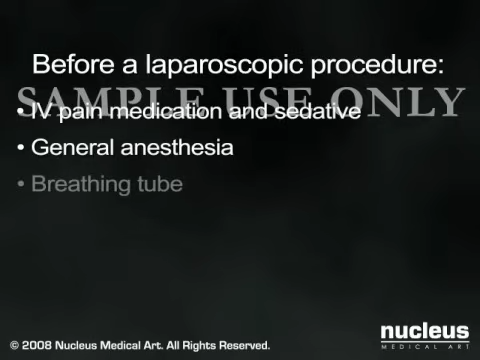 Before a laparoscopic procedure:
SAMPLE USE ONLY
• IV pain medication and sedative
• General anesthesia
• Breathing tube
nucleus
MEDICAL ART
© 2008 Nucleus Medical Art. All Rights Reserved.